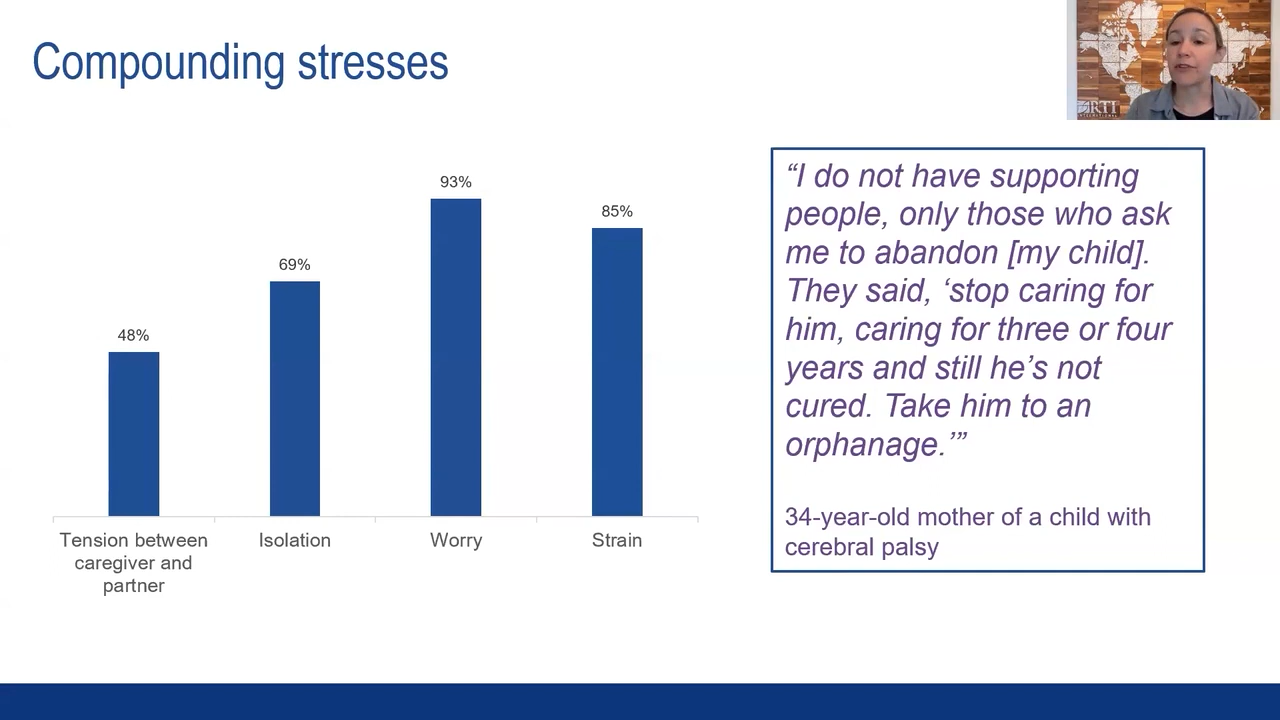 Compounding stresses
RTI
INTERNATIONAL
48%
69%
93%
85%
Tension between
caregiver and
partner
Isolation
Worry
Strain
“I do not have supporting
people, only those who ask
me to abandon [my child].
They said, ‘stop caring for
him, caring for three or four
years and still he’s not
cured. Take him to an
orphanage.’”
34-year-old mother of a child with
cerebral palsy